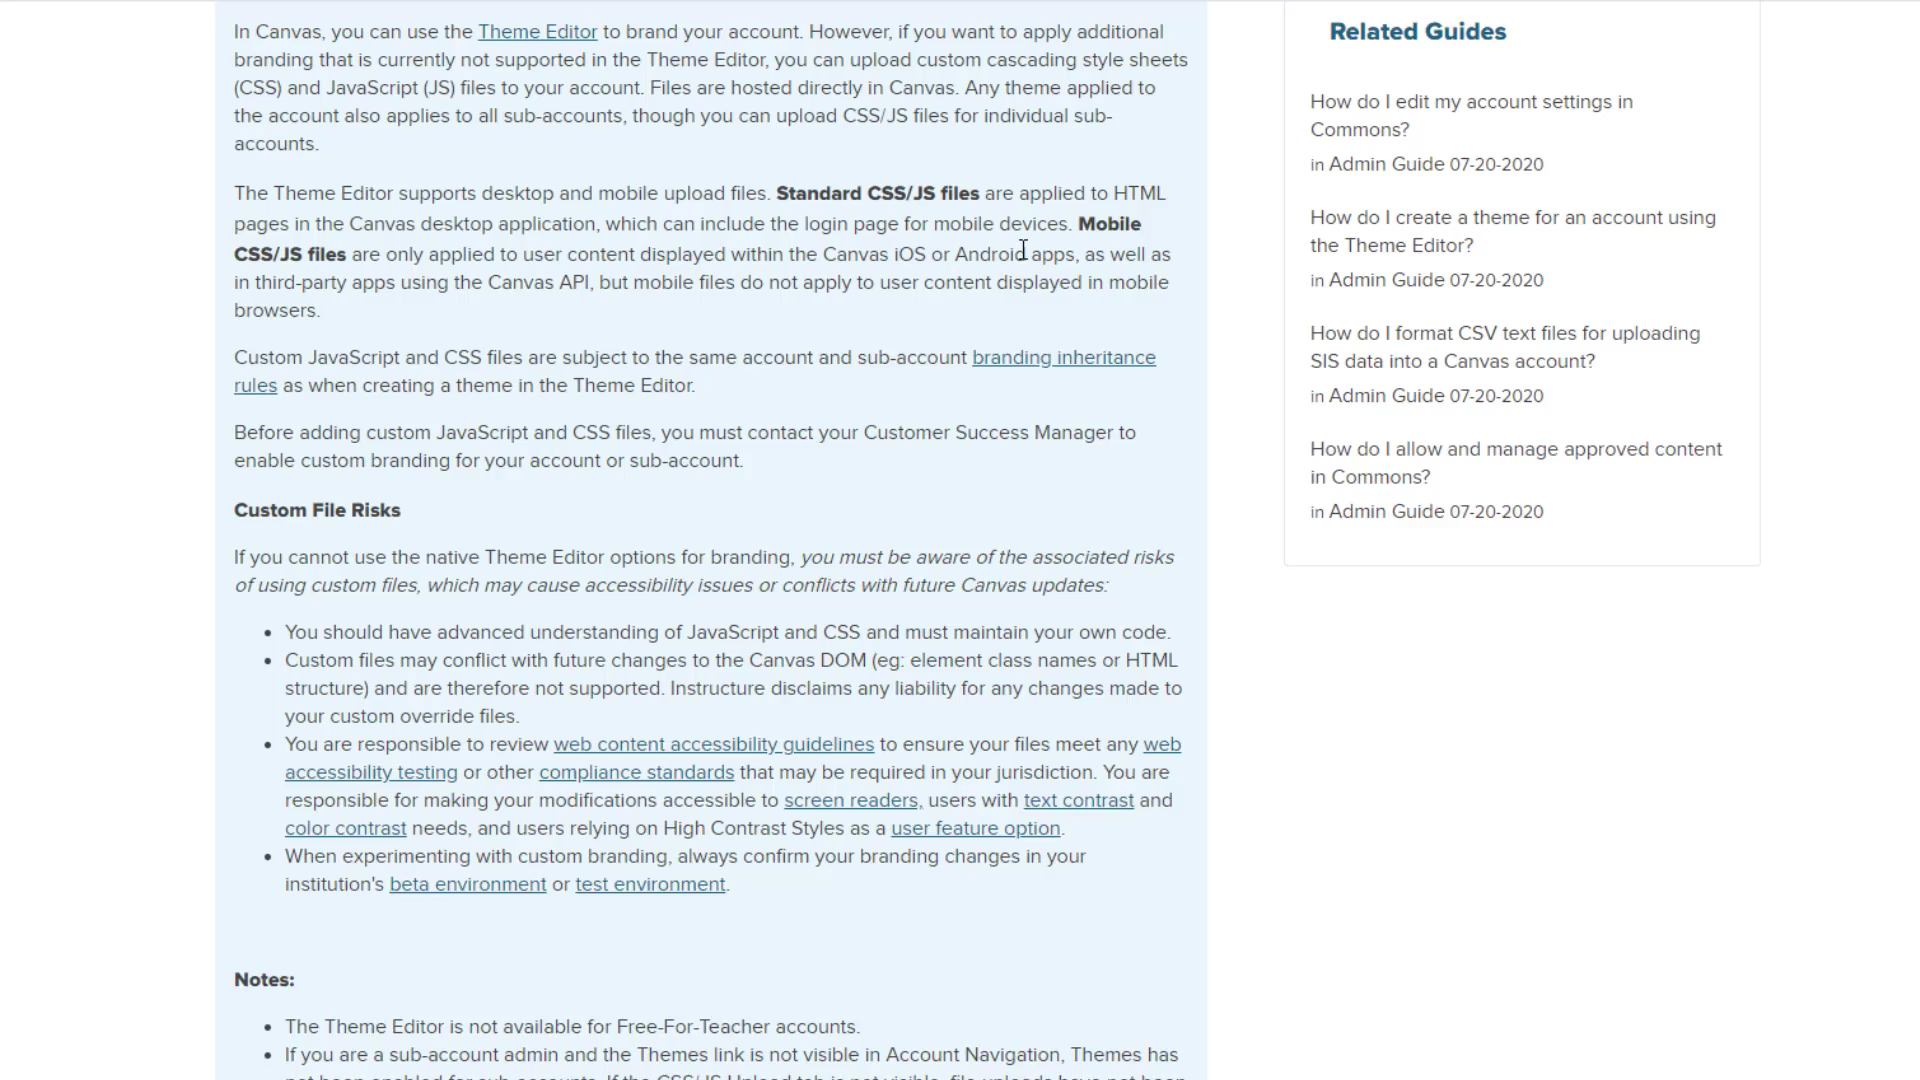 In Canvas, you can use the Theme Editor to brand your account. However, if you want to apply additional
branding that is currently not supported in the Theme Editor, you can upload custom cascading style sheets
(CSS) and JavaScript (JS) files to your account. Files are hosted directly in Canvas. Any theme applied to
the account also applies to all sub-accounts, though you can upload CSS/JS files for individual sub-
accounts.
The Theme Editor supports desktop and mobile upload files. Standard CSS/JS files are applied to HTML
pages in the Canvas desktop application, which can include the login page for mobile devices. Mobile
CSS/JS files are only applied to user content displayed within the Canvas iOS or Android apps, as well as
in third-party apps using the Canvas API, but mobile files do not apply to user content displayed in mobile
browsers.
Custom JavaScript and CSS files are subject to the same account and sub-account branding inheritance
rules as when creating a theme in the Theme Editor.
Before adding custom JavaScript and CSS files, you must contact your Customer Success Manager to
enable custom branding for your account or sub-account.
Custom File Risks
If you cannot use the native Theme Editor options for branding, you must be aware of the associated risks
of using custom files, which may cause accessibility issues or conflicts with future Canvas updates:
• You should have advanced understanding of JavaScript and CSS and must maintain your own code.
• Custom files may conflict with future changes to the Canvas DOM (eg: element class names or HTML
structure) and are therefore not supported. Instructure disclaims any liability for any changes made to
your custom override files.
• You are responsible to review web content accessibility guidelines to ensure your files meet any web
accessibility testing or other compliance standards that may be required in your jurisdiction. You are
responsible for making your modifications accessible to screen readers, users with text contrast and
color contrast needs, and users relying on High Contrast Styles as a user feature option.
• When experimenting with custom branding, always confirm your branding changes in your
institution's beta environment or test environment.
Notes:
• The Theme Editor is not available for Free-For-Teacher accounts.
• If you are a sub-account admin and the Themes link is not visible in Account Navigation, Themes has
not been enabled for sub-accounts. If the CSS/JS Upload tab is not visible, file uploads have not been
Related Guides
How do I edit my account settings in
Commons?
in Admin Guide 07-20-2020
How do I create a theme for an account using
the Theme Editor?
in Admin Guide 07-20-2020
How do I format CSV text files for uploading
SIS data into a Canvas account?
in Admin Guide 07-20-2020
How do I allow and manage approved content
in Commons?
in Admin Guide 07-20-2020